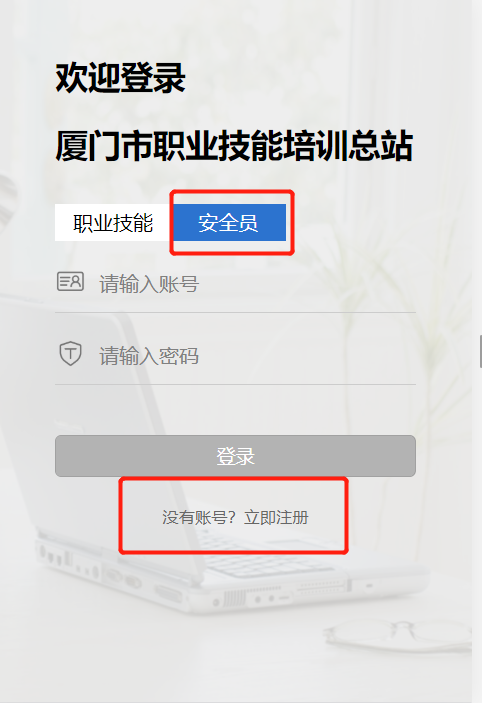 欢迎登录
厦门市职业技能培训总站
职业技能 安全员
请输入账号
请输入密码
登录
没有账号？立即注册